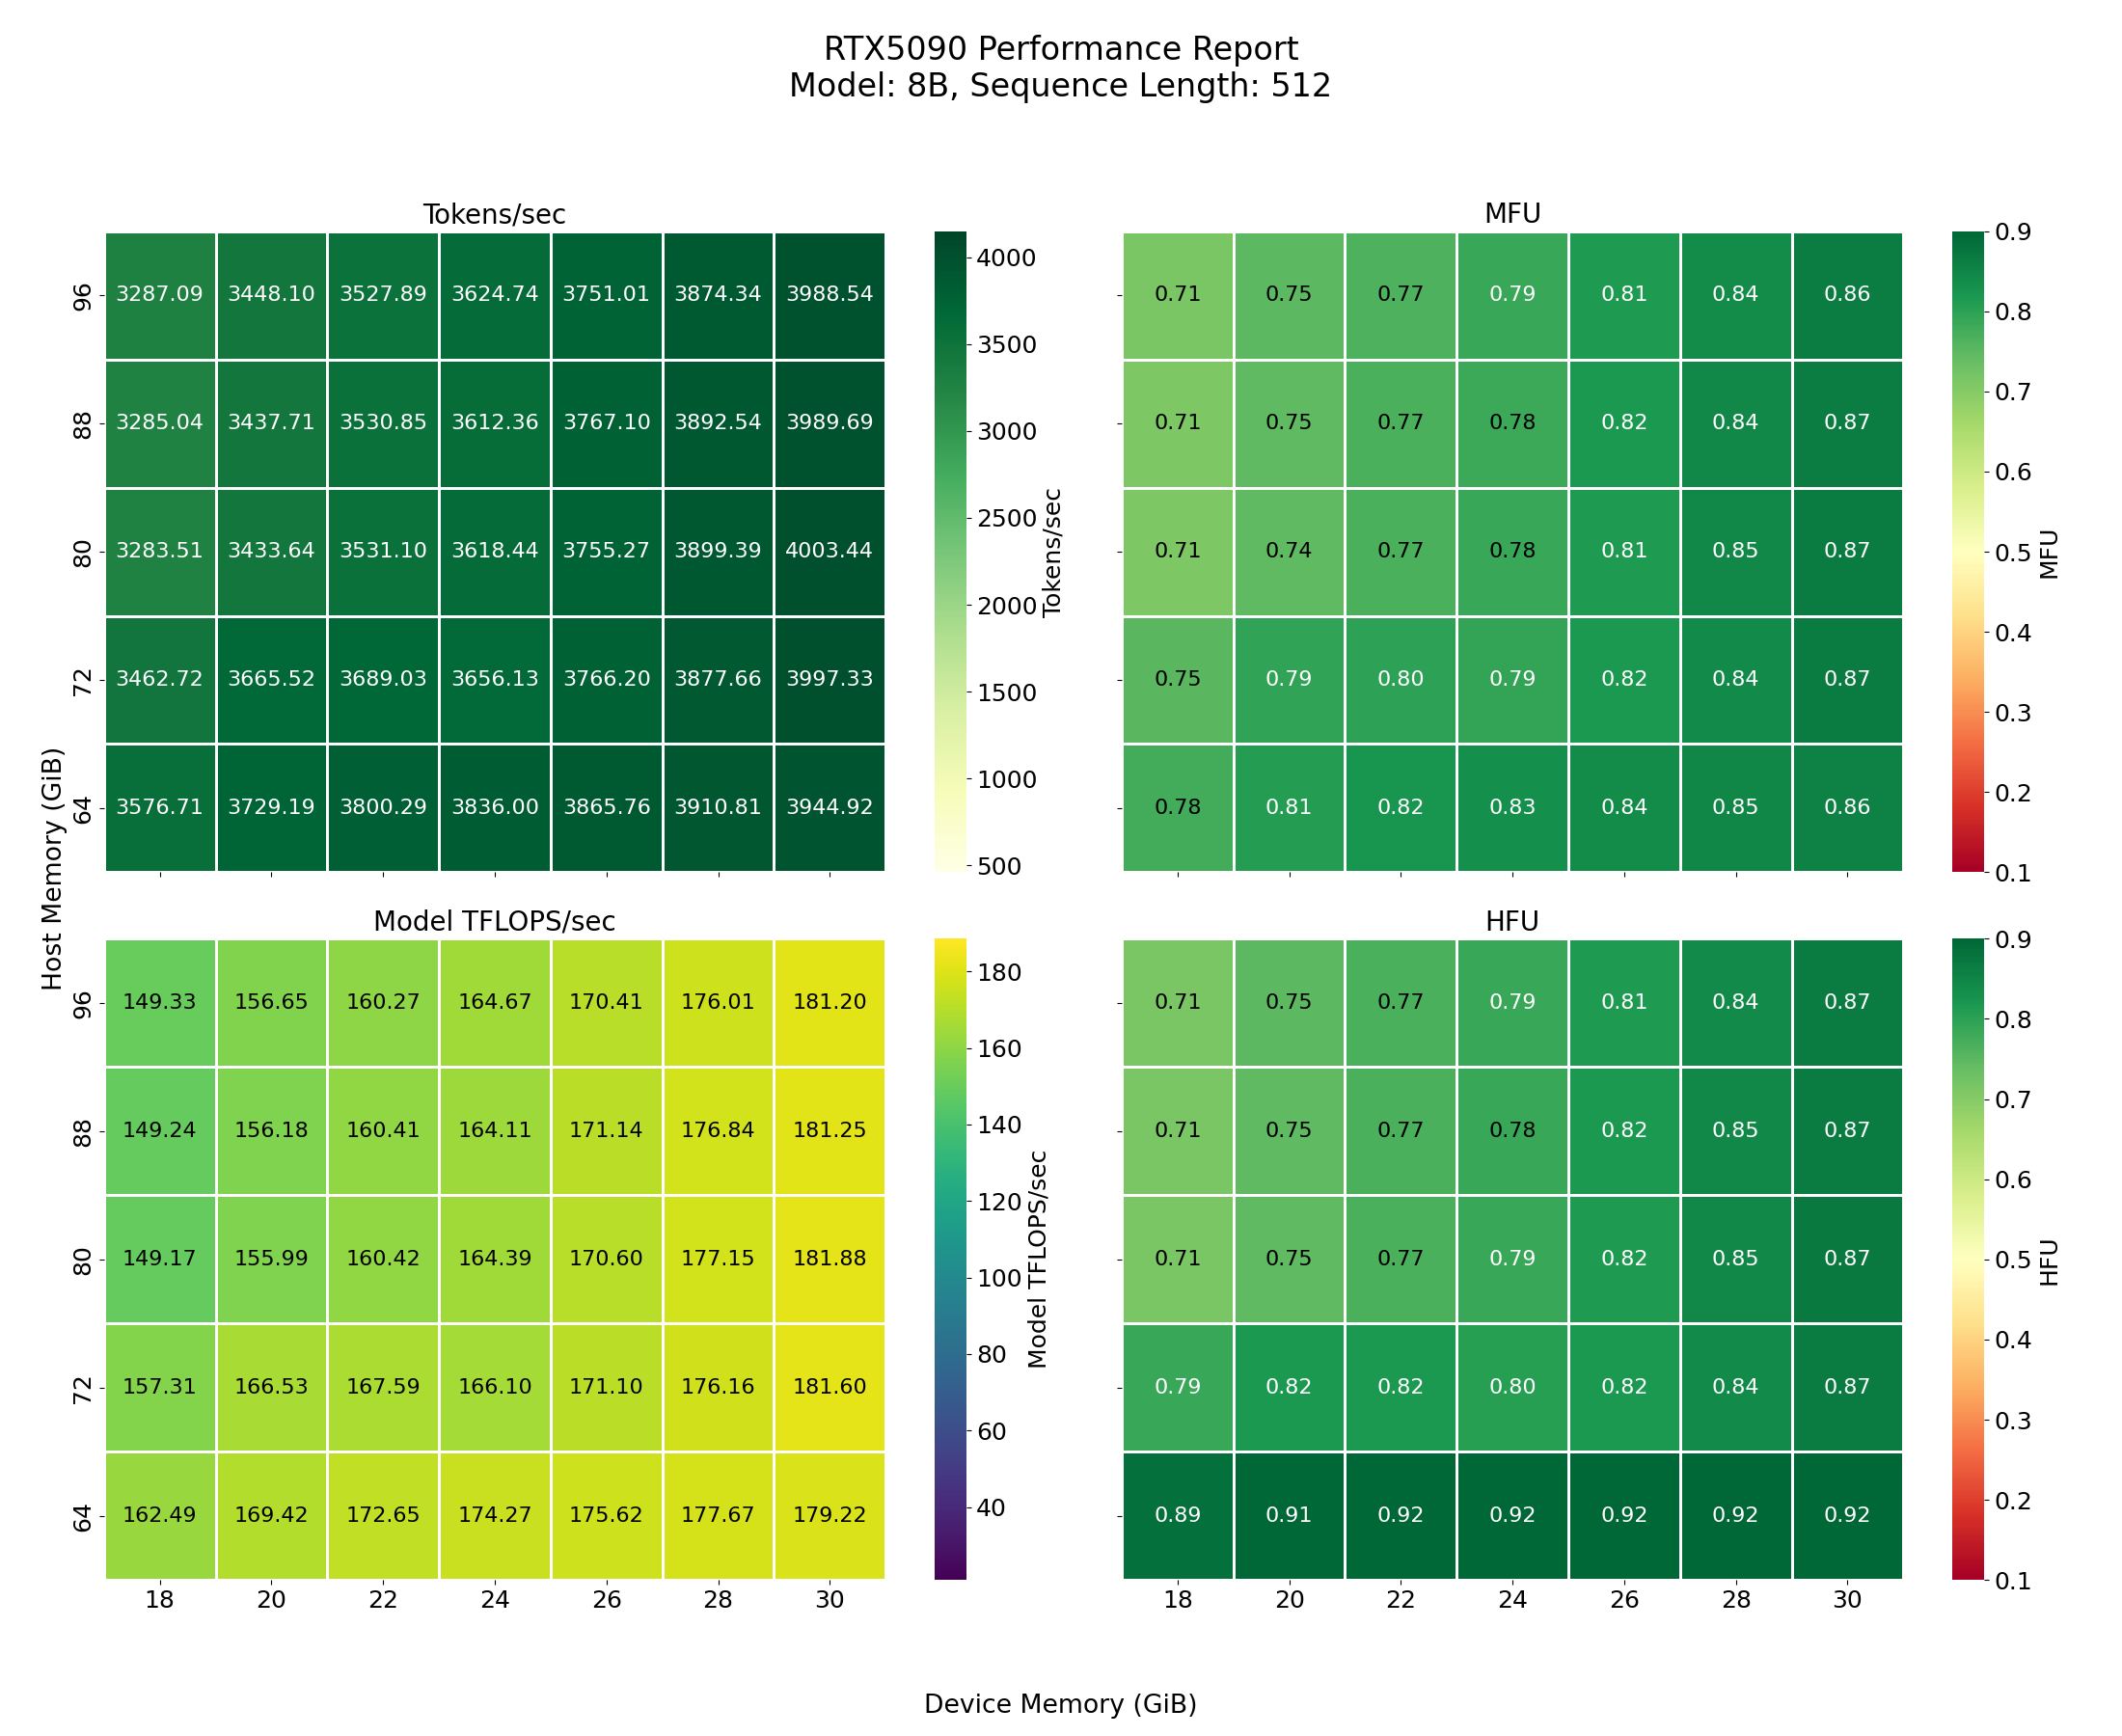 RTX5090 Performance Report
Model: 8B, Sequence Length: 512
Tokens/sec
96 3287.09 3448.10 3527.89 3624.74 3751.01 3874.34 3988.54
88 3285.04 3437.71 3530.85 3612.36 3767.10 3892.54 3989.69
80 3283.51 3433.64 3531.10 3618.44 3755.27 3899.39 4003.44
72 3462.72 3665.52 3689.03 3656.13 3766.20 3877.66 3997.33
64 3576.71 3729.19 3800.29 3836.00 3865.76 3910.81 3944.92
4000
3500
3000
2500
2000
1500
1000
500
Tokens/sec
MFU
0.71 0.75 0.77 0.79 0.81 0.84 0.86
0.71 0.75 0.77 0.78 0.82 0.84 0.87
0.71 0.74 0.77 0.78 0.81 0.85 0.87
0.75 0.79 0.80 0.79 0.82 0.84 0.87
0.78 0.81 0.82 0.83 0.84 0.85 0.86
0.9
0.8
0.7
0.6
0.5
0.4
0.3
0.2
0.1
MFU
Host Memory (GiB)
Model TFLOPS/sec
96 149.33 156.65 160.27 164.67 170.41 176.01 181.20
88 149.24 156.18 160.41 164.11 171.14 176.84 181.25
80 149.17 155.99 160.42 164.39 170.60 177.15 181.88
72 157.31 166.53 167.59 166.10 171.10 176.16 181.60
64 162.49 169.42 172.65 174.27 175.62 177.67 179.22
18 20 22 24 26 28 30
180
160
140
120
100
80
60
40
Model TFLOPS/sec
HFU
0.71 0.75 0.77 0.79 0.81 0.84 0.87
0.71 0.75 0.77 0.78 0.82 0.85 0.87
0.71 0.75 0.77 0.79 0.82 0.85 0.87
0.79 0.82 0.82 0.80 0.82 0.84 0.87
0.89 0.91 0.92 0.92 0.92 0.92 0.92
18 20 22 24 26 28 30
0.9
0.8
0.7
0.6
0.5
0.4
0.3
0.2
0.1
HFU
Device Memory (GiB)